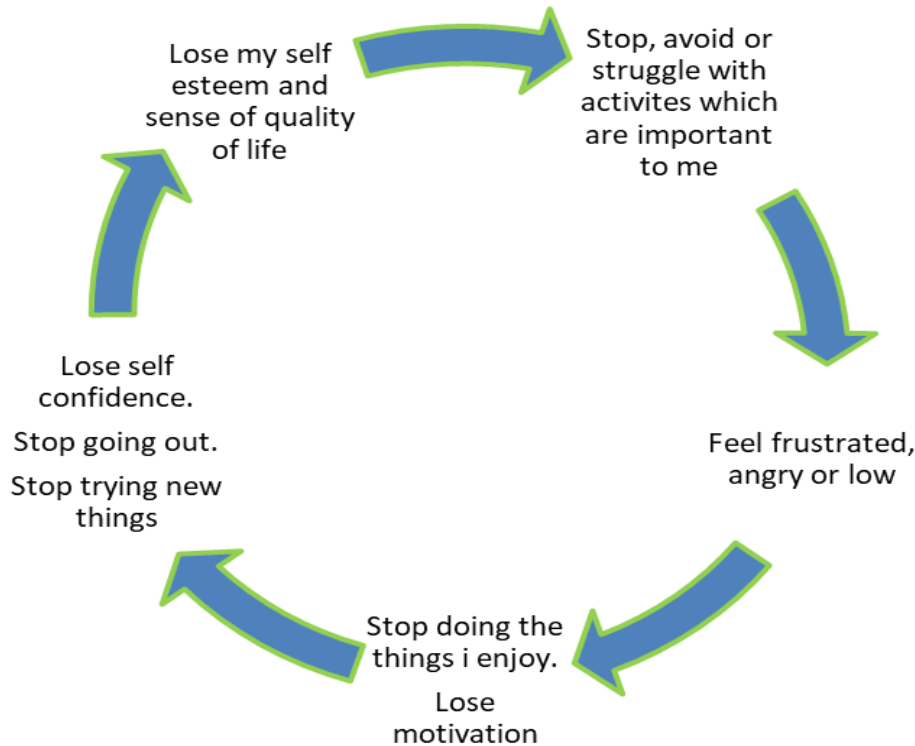 Lose my self
esteem and
sense of quality
of life
Stop, avoid or
struggle with
activites which
are important
to me
Feel frustrated,
angry or low
Stop doing the
things i enjoy.
Lose
motivation
Lose self
confidence.
Stop going out.
Stop trying new
things